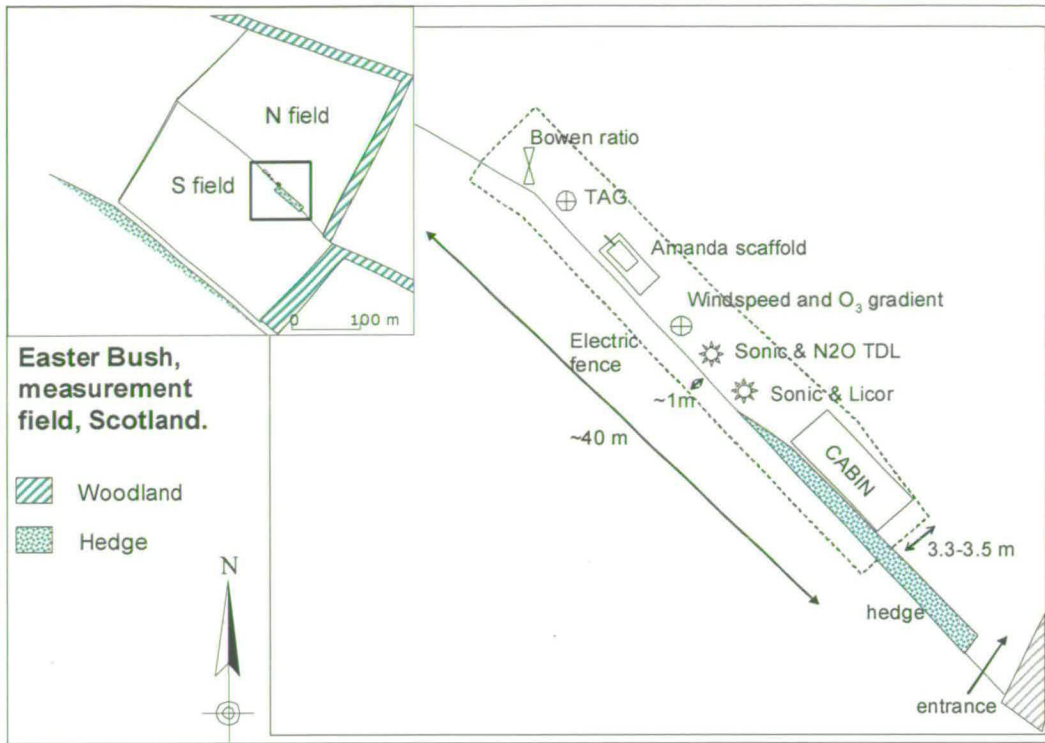 N field
S field
0 100 m
Easter Bush,
measurement
field, Scotland.
Woodland
Hedge
N
Bowen ratio
TAG
Amanda scaffold
Windspeed and O₃ gradient
Electric
fence
Sonic & N2O TDL
~1m
Sonic & Licor
~40 m
CABIN
3.3-3.5 m
hedge
entrance